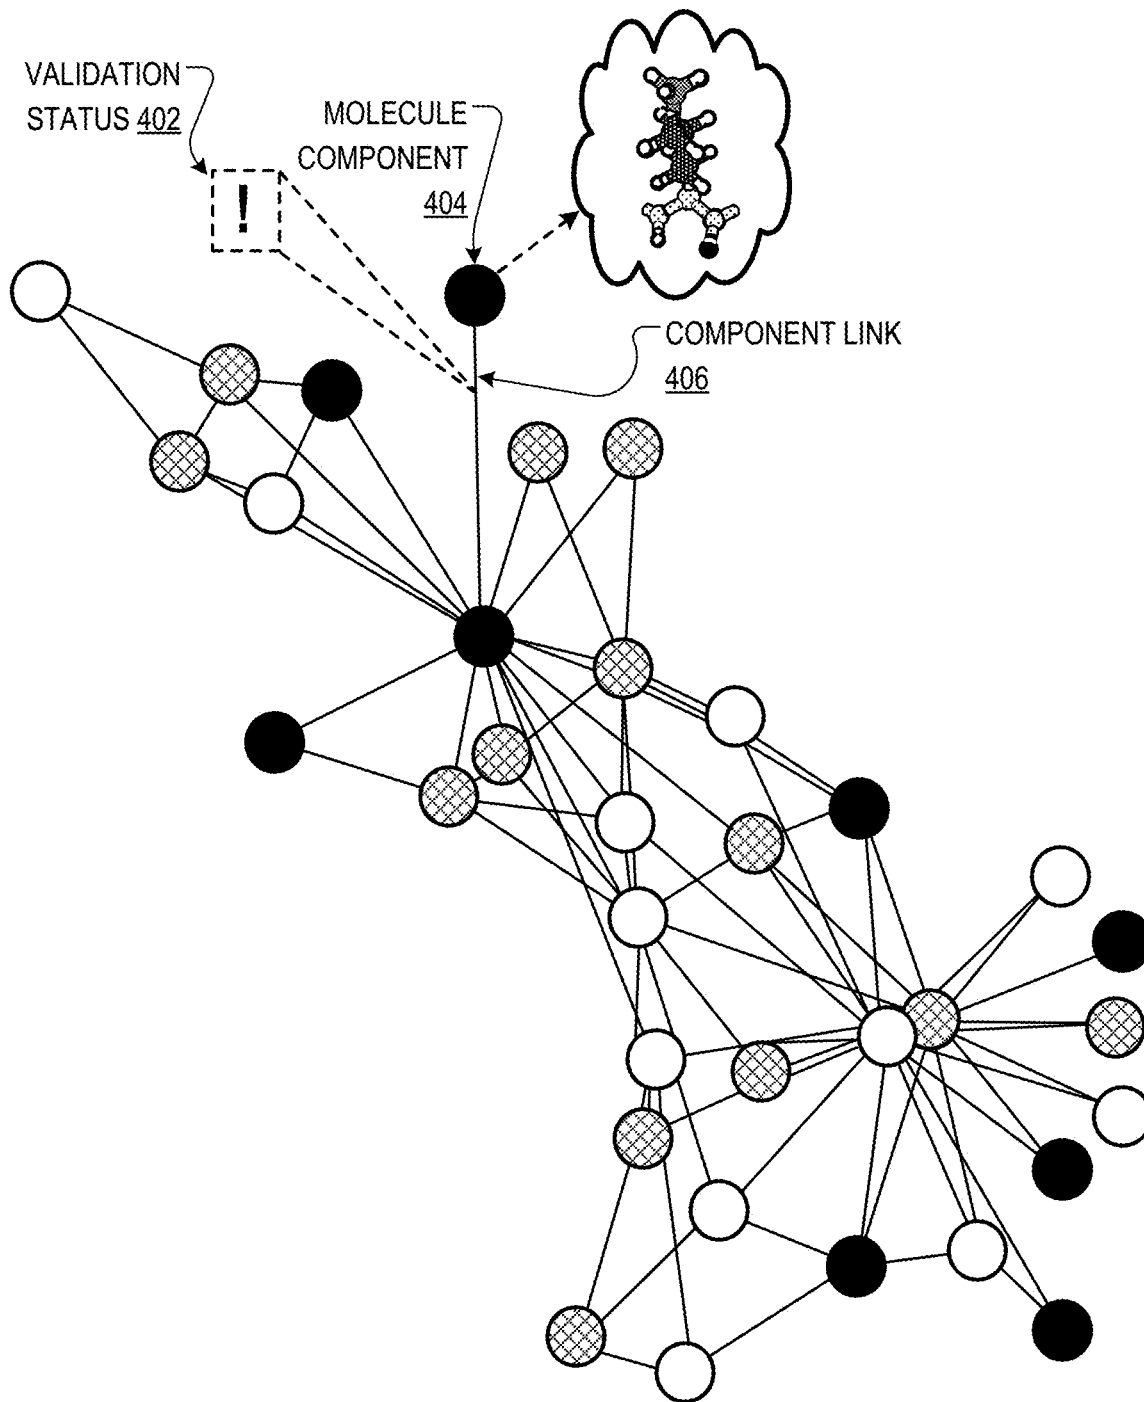 VALIDATION
STATUS 402
!
MOLECULE
COMPONENT
404
COMPONENT LINK
406